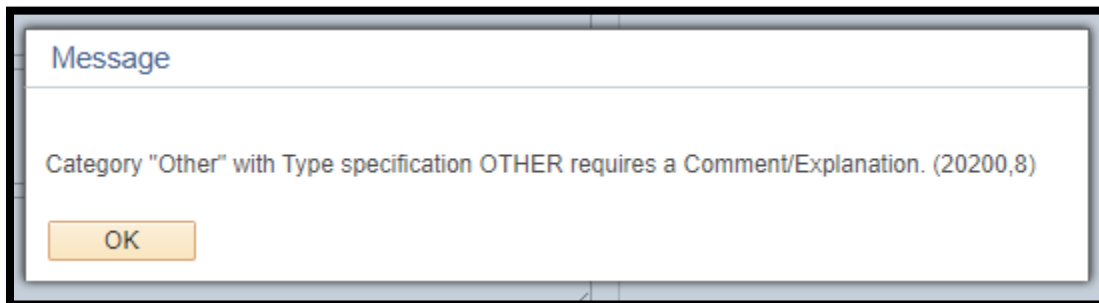 Message
Category "Other" with Type specification OTHER requires a Comment/Explanation. (20200,8)
OK